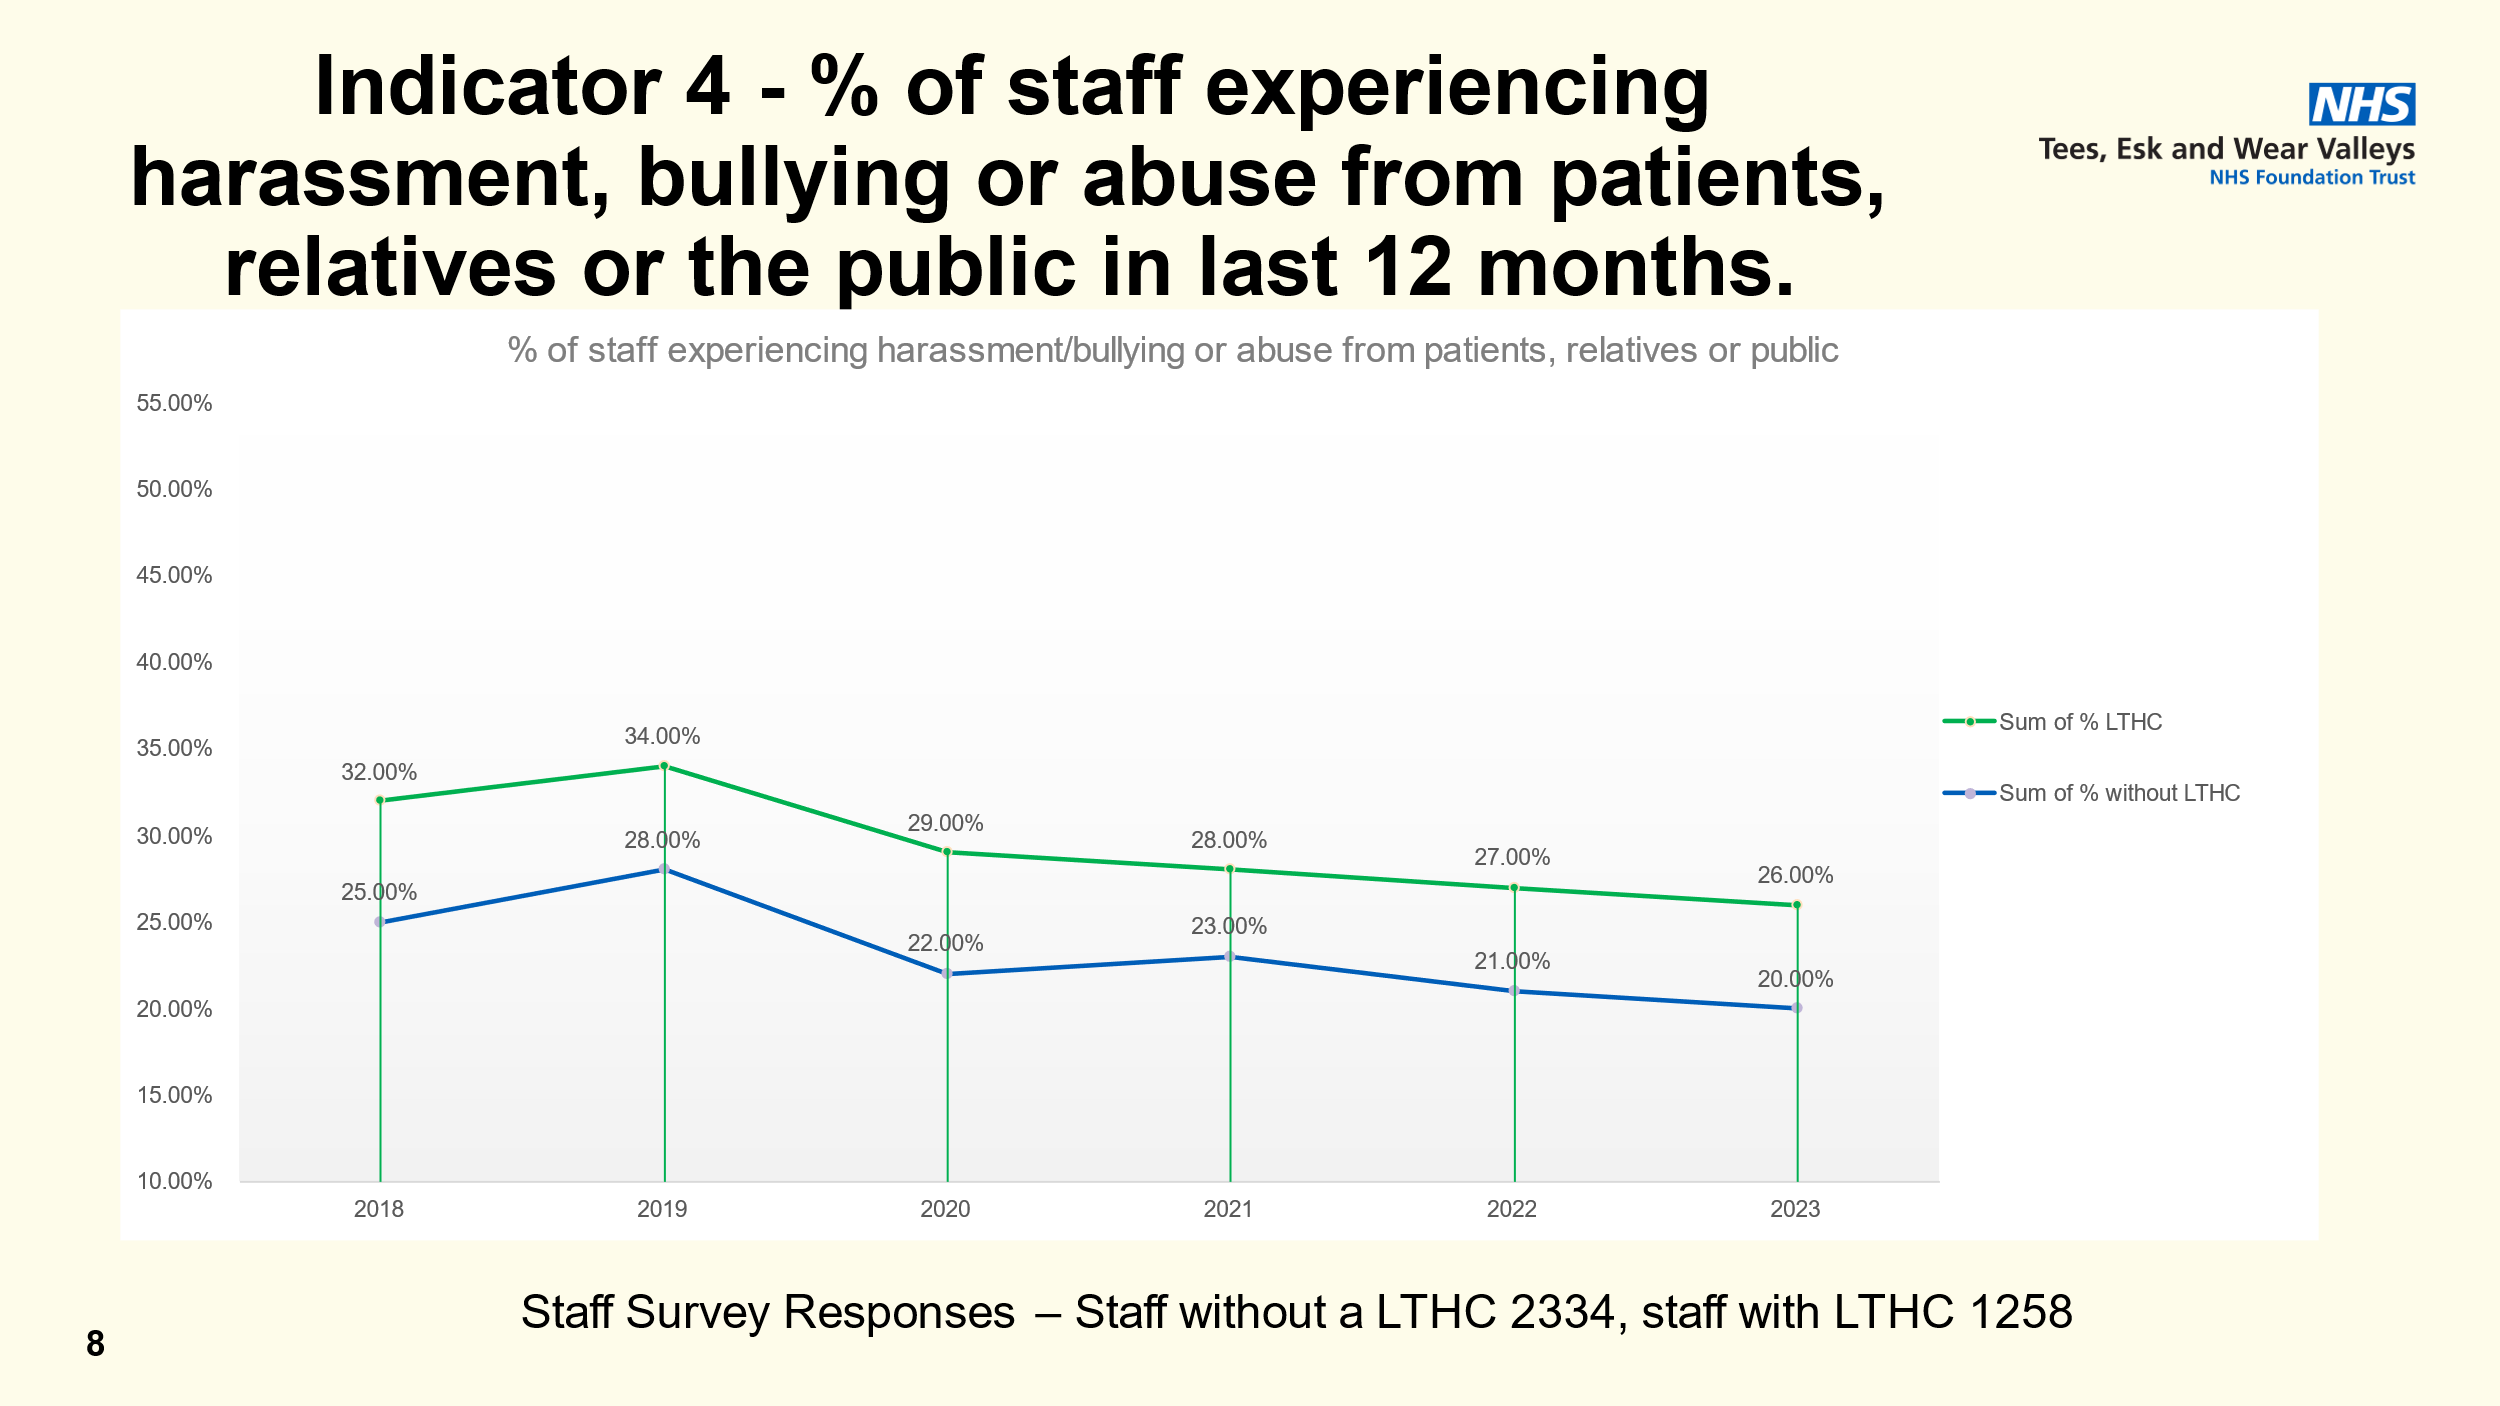 Indicator 4 - % of staff experiencing
harassment, bullying or abuse from patients,
relatives or the public in last 12 months.
NHS
Tees, Esk and Wear Valleys
NHS Foundation Trust
% of staff experiencing harassment/bullying or abuse from patients, relatives or public
55.00%
50.00%
45.00%
40.00%
35.00%
30.00%
25.00%
20.00%
15.00%
10.00%
32.00%
34.00%
29.00%
28.00%
27.00%
26.00%
25.00%
28.00%
22.00%
23.00%
21.00%
20.00%
2018
2019
2020
2021
2022
2023
Sum of % LTHC
Sum of % without LTHC
Staff Survey Responses – Staff without a LTHC 2334, staff with LTHC 1258
8